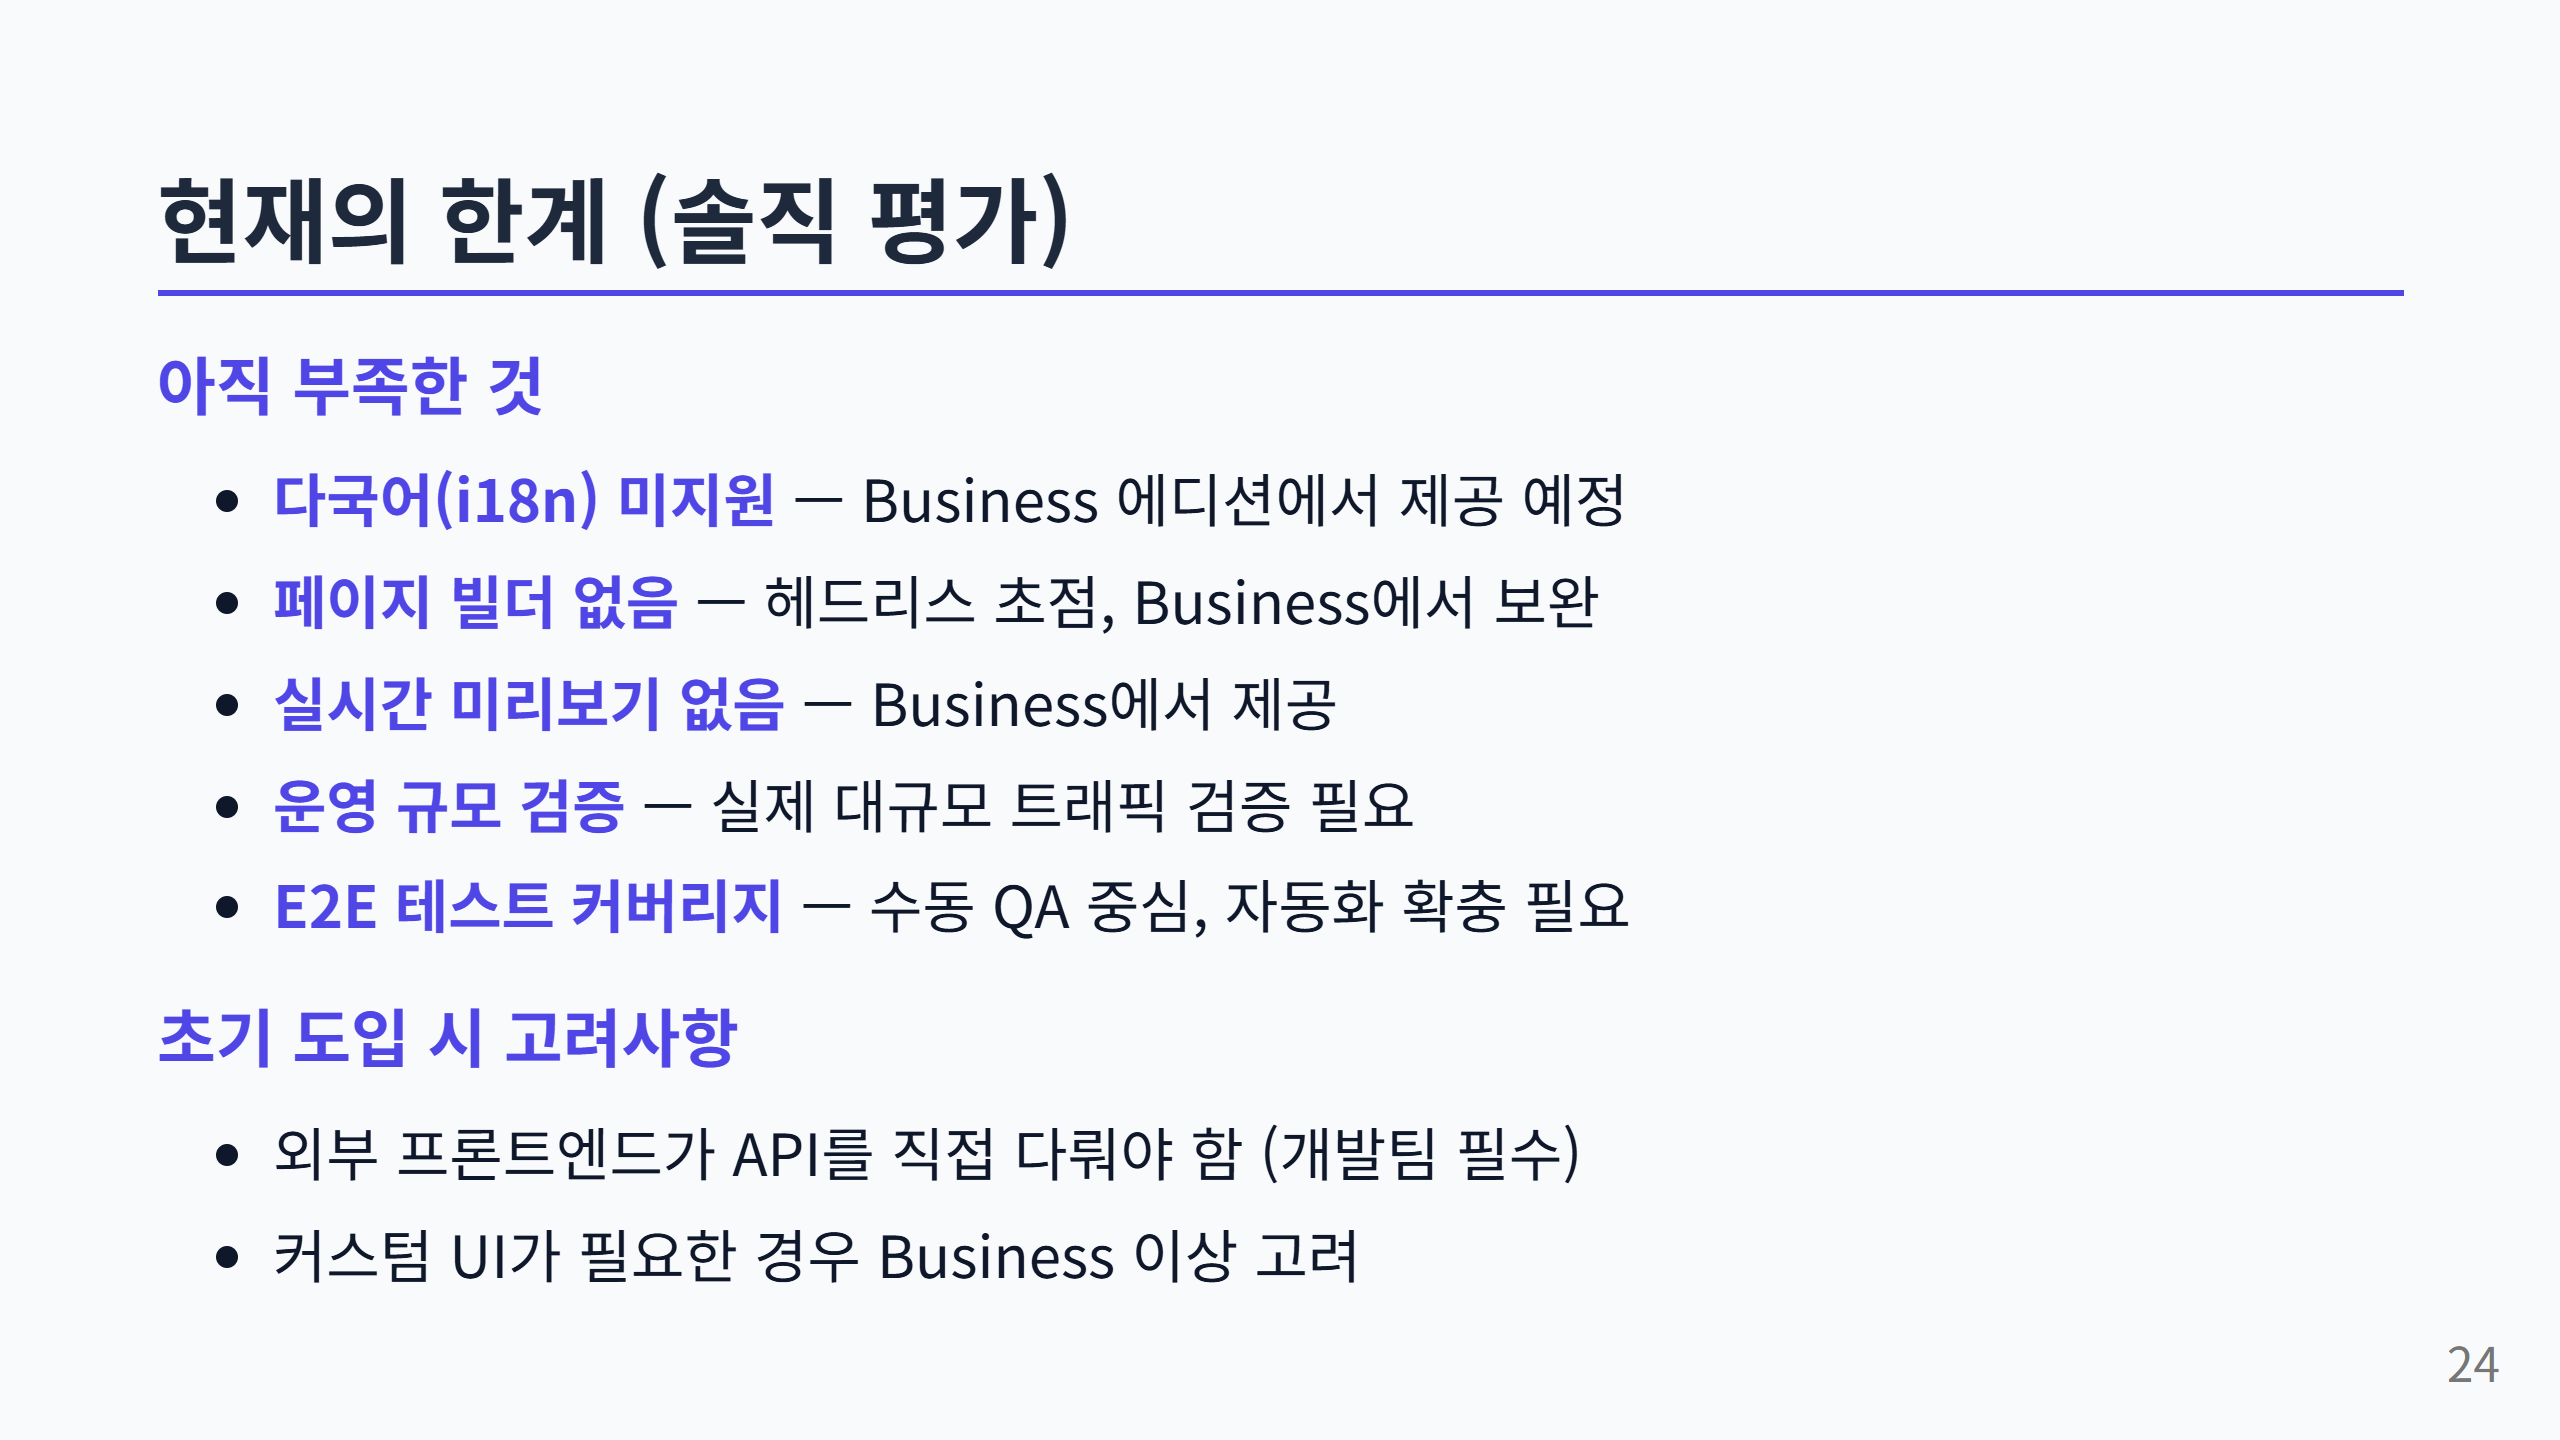 현재의 한계 (솔직 평가)
아직 부족한 것
• 다국어(i18n) 미지원 — Business 에디션에서 제공 예정
• 페이지 빌더 없음 — 헤드리스 초점, Business에서 보완
• 실시간 미리보기 없음 — Business에서 제공
• 운영 규모 검증 — 실제 대규모 트래픽 검증 필요
• E2E 테스트 커버리지 — 수동 QA 중심, 자동화 확충 필요
초기 도입 시 고려사항
• 외부 프론트엔드가 API를 직접 다뤄야 함 (개발팀 필수)
• 커스텀 UI가 필요한 경우 Business 이상 고려
24